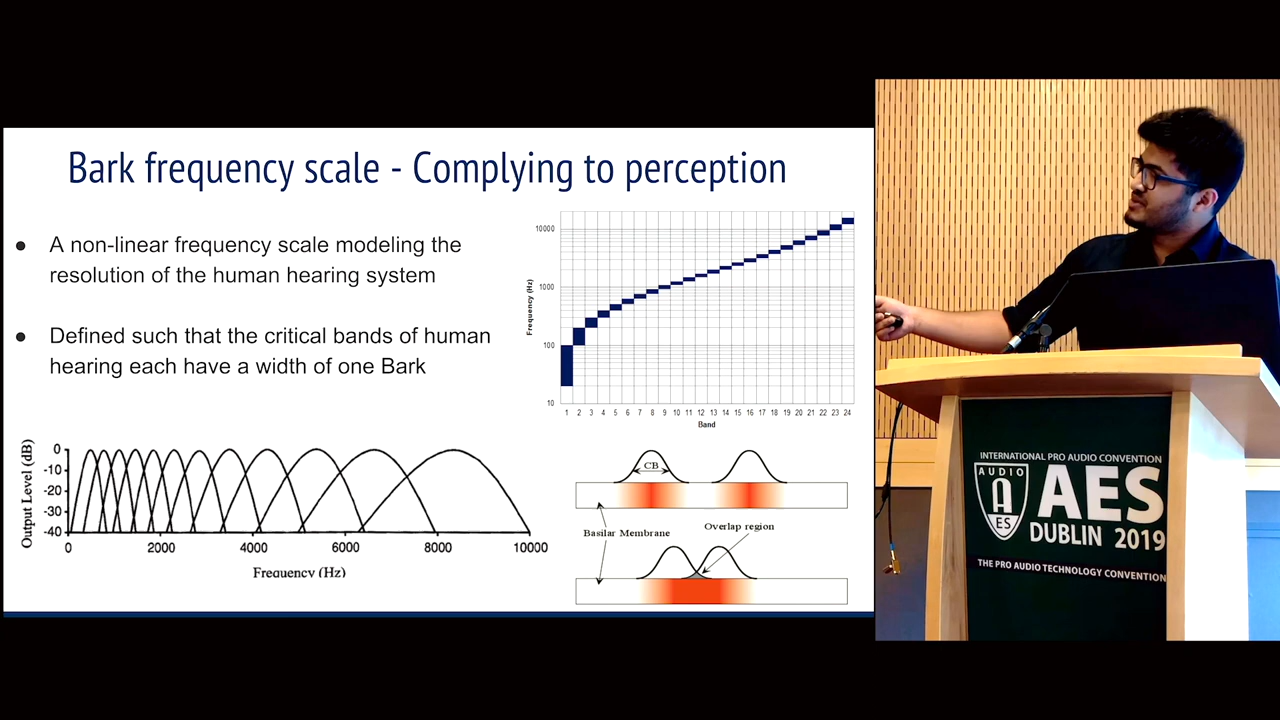 Bark frequency scale - Complying to perception
● A non-linear frequency scale modeling the
resolution of the human hearing system
● Defined such that the critical bands of human
hearing each have a width of one Bark
10000
1000
100
10
Frequency (Hz)
1 2 3 4 5 6 7 8 9 10 11 12 13 14 15 16 17 18 19 20 21 22 23 24
Band
Output Level (dB)
0
-10
-20
-30
-40
0 2000 4000 6000 8000 10000
Frequency (Hz)
CB
Basilar Membrane
Overlap region
INTERNATIONAL PRO AUDIO CONVENTION
AUDIO
A
ES
AES
DUBLIN 2019
THE PRO AUDIO TECHNOLOGY CONVENTION